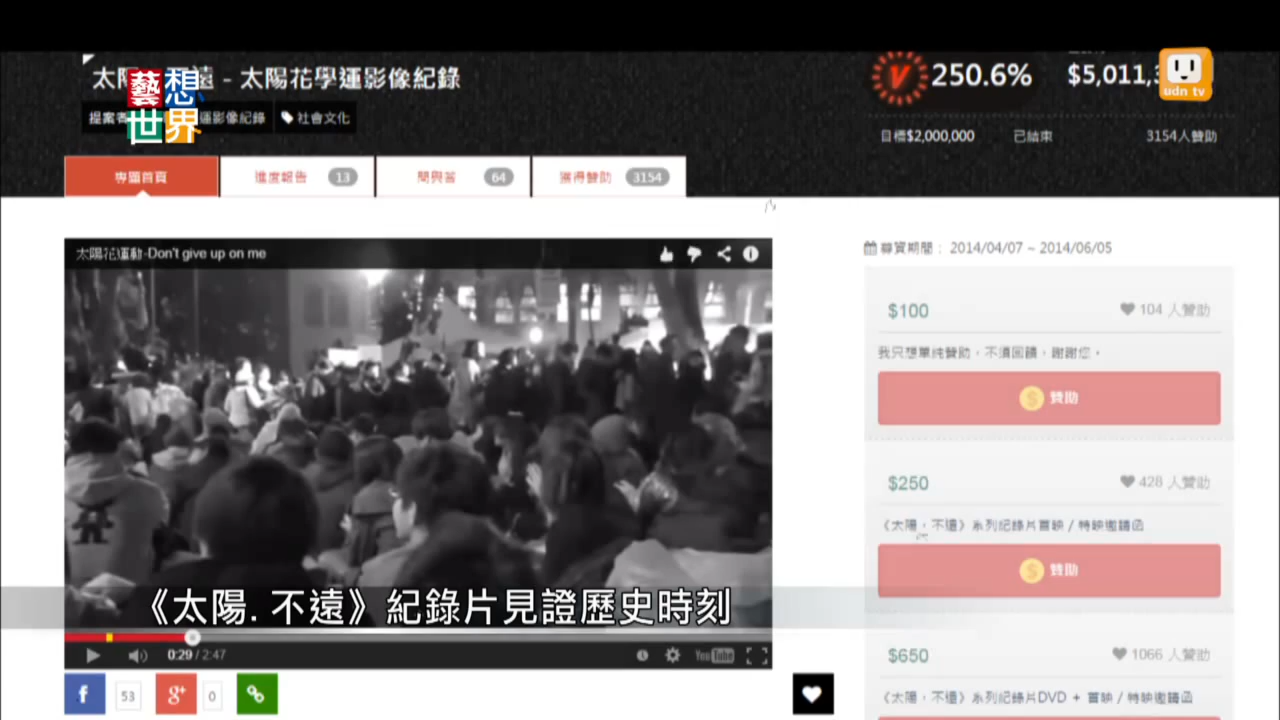 太陽 不遠 - 太陽花學運影像紀錄
藝想
世界
250.6%
$5,011,3
udn tv
提案者 運影像紀錄
社會文化
目標$2,000,000
已結束
3154人贊助
專題首頁
進度報告 13
問與答 64
獲得贊助 3154
太陽花運動-Don't give up on me
募資期間： 2014/04/07 ~ 2014/06/05
$100
104 人贊助
我只想單純贊助，不須回饋，謝謝您。
贊助
$250
428 人贊助
《太陽，不遠》系列紀錄片首映 / 特映邀請函
贊助
《太陽. 不遠》紀錄片見證歷史時刻
0:29 / 2:47
YouTube
$650
1066 人贊助
《太陽，不遠》系列紀錄片DVD + 首映 / 特映邀請函
f
53
g+
0